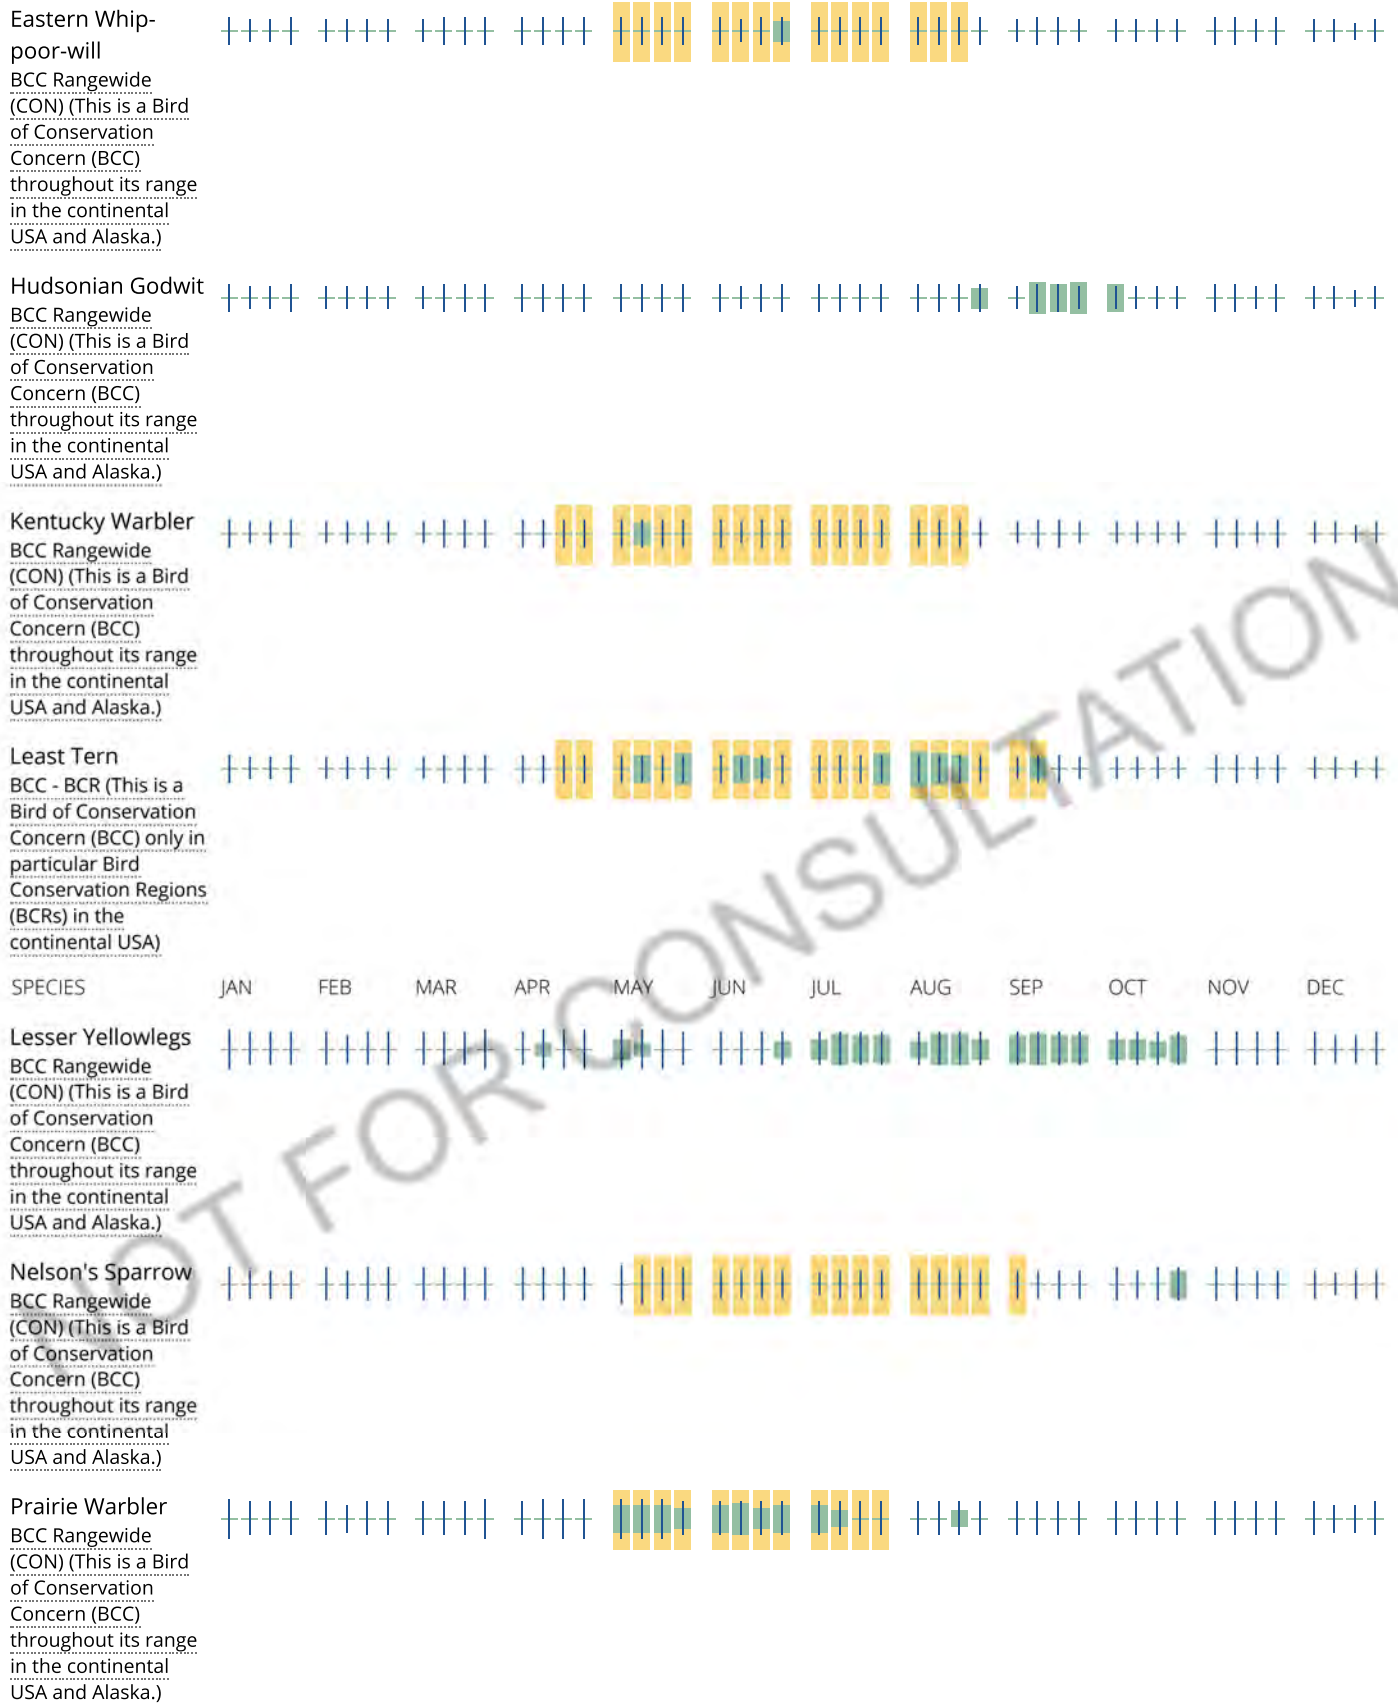 Eastern Whip-
poor-will
BCC Rangewide
(CON) (This is a Bird
of Conservation
Concern (BCC)
throughout its range
in the continental
USA and Alaska.)
Hudsonian Godwit
BCC Rangewide
(CON) (This is a Bird
of Conservation
Concern (BCC)
throughout its range
in the continental
USA and Alaska.)
Kentucky Warbler
BCC Rangewide
(CON) (This is a Bird
of Conservation
Concern (BCC)
throughout its range
in the continental
USA and Alaska.)
Least Tern
BCC - BCR (This is a
Bird of Conservation
Concern (BCC) only in
particular Bird
Conservation Regions
(BCRs) in the
continental USA)
SPECIES JAN FEB MAR APR MAY JUN JUL AUG SEP OCT NOV DEC
Lesser Yellowlegs
BCC Rangewide
(CON) (This is a Bird
of Conservation
Concern (BCC)
throughout its range
in the continental
USA and Alaska.)
Nelson's Sparrow
BCC Rangewide
(CON) (This is a Bird
of Conservation
Concern (BCC)
throughout its range
in the continental
USA and Alaska.)
Prairie Warbler
BCC Rangewide
(CON) (This is a Bird
of Conservation
Concern (BCC)
throughout its range
in the continental
USA and Alaska.)
NOT FOR CONSULTATION